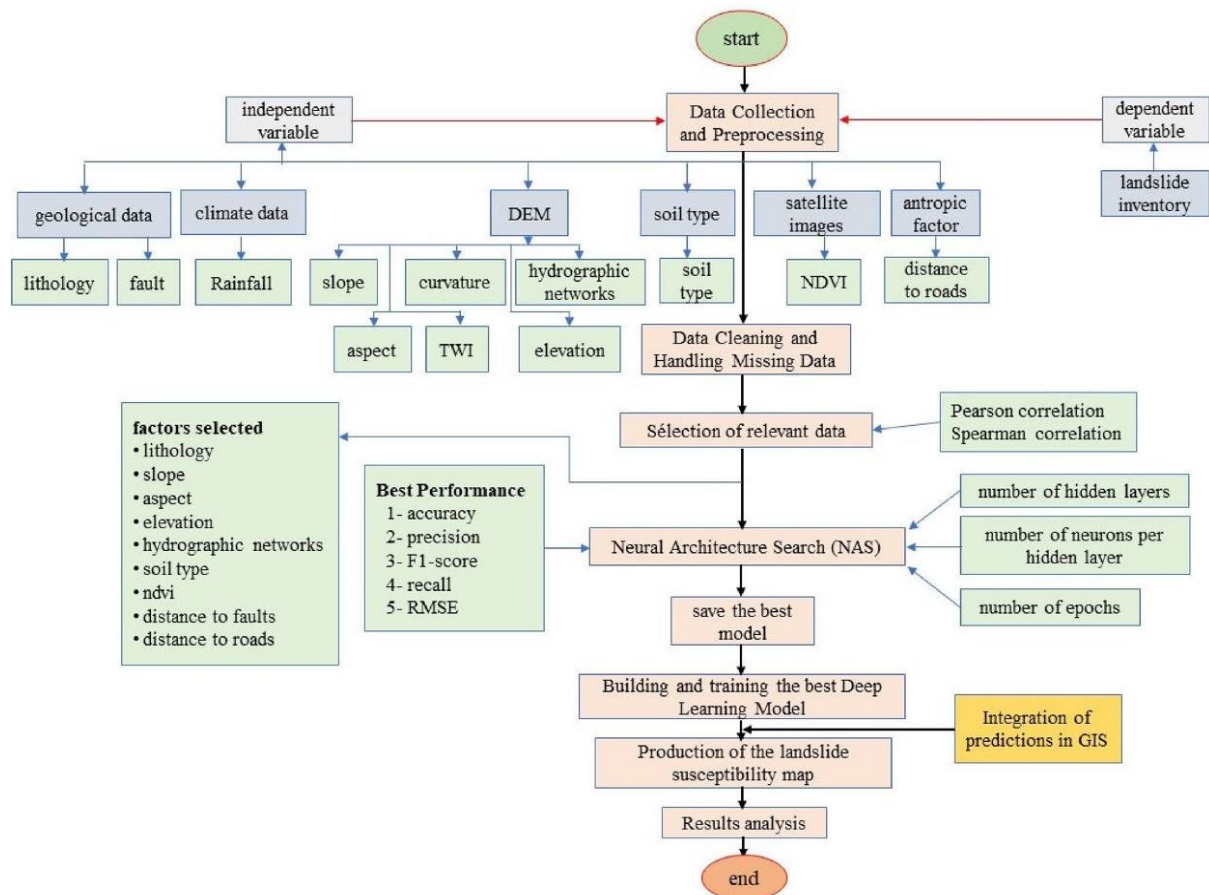 start
independent
variable
Data Collection
and Preprocessing
dependent
variable
geological data
climate data
DEM
soil type
satellite
images
antropic
factor
landslide
inventory
lithology
fault
Rainfall
slope
curvature
hydrographic
networks
soil
type
NDVI
distance
to roads
aspect
TWI
elevation
Data Cleaning and
Handling Missing Data
factors selected
• lithology
• slope
• aspect
• elevation
• hydrographic networks
• soil type
• ndvi
• distance to faults
• distance to roads
Sélection of relevant data
Pearson correlation
Spearman correlation
Best Performance
1- accuracy
2- precision
3- F1-score
4- recall
5- RMSE
Neural Architecture Search (NAS)
number of hidden layers
number of neurons per
hidden layer
number of epochs
save the best
model
Building and training the best Deep
Learning Model
Integration of
predictions in GIS
Production of the landslide
susceptibility map
Results analysis
end